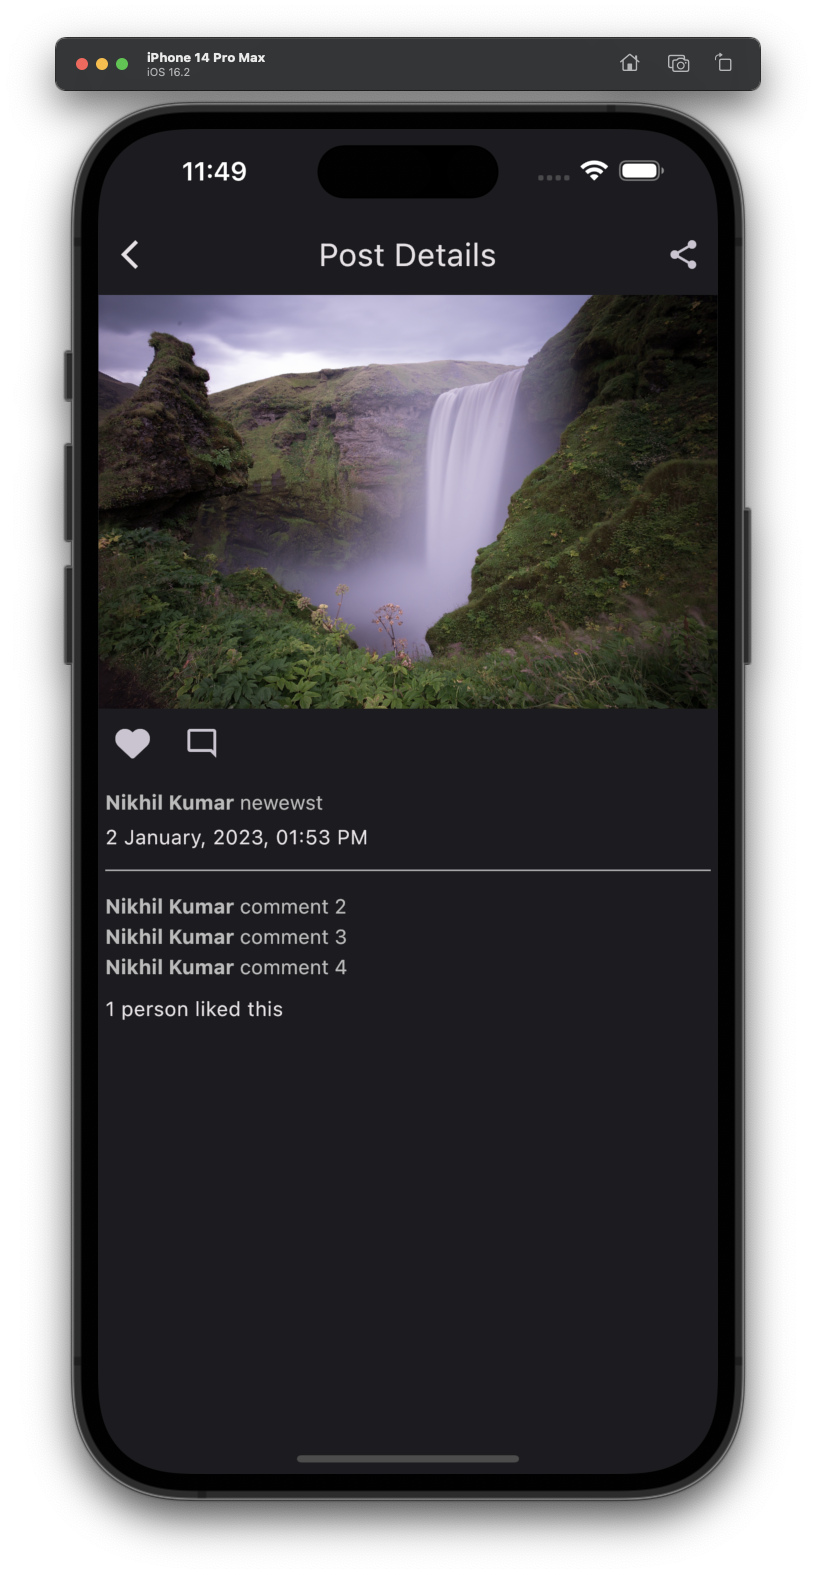 iPhone 14 Pro Max
iOS 16.2
11:49
Post Details
Nikhil Kumar newewst
2 January, 2023, 01:53 PM
Nikhil Kumar comment 2
Nikhil Kumar comment 3
Nikhil Kumar comment 4
1 person liked this